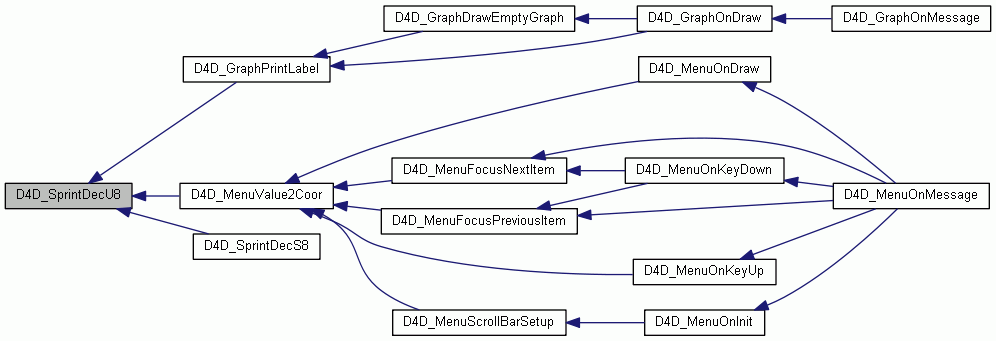 D4D_GraphDrawEmptyGraph
D4D_GraphOnDraw
D4D_GraphOnMessage
D4D_GraphPrintLabel
D4D_MenuOnDraw
D4D_MenuFocusNextItem
D4D_MenuOnKeyDown
D4D_SprintDecU8
D4D_MenuValue2Coor
D4D_MenuOnMessage
D4D_MenuFocusPreviousItem
D4D_SprintDecS8
D4D_MenuOnKeyUp
D4D_MenuScrollBarSetup
D4D_MenuOnInit